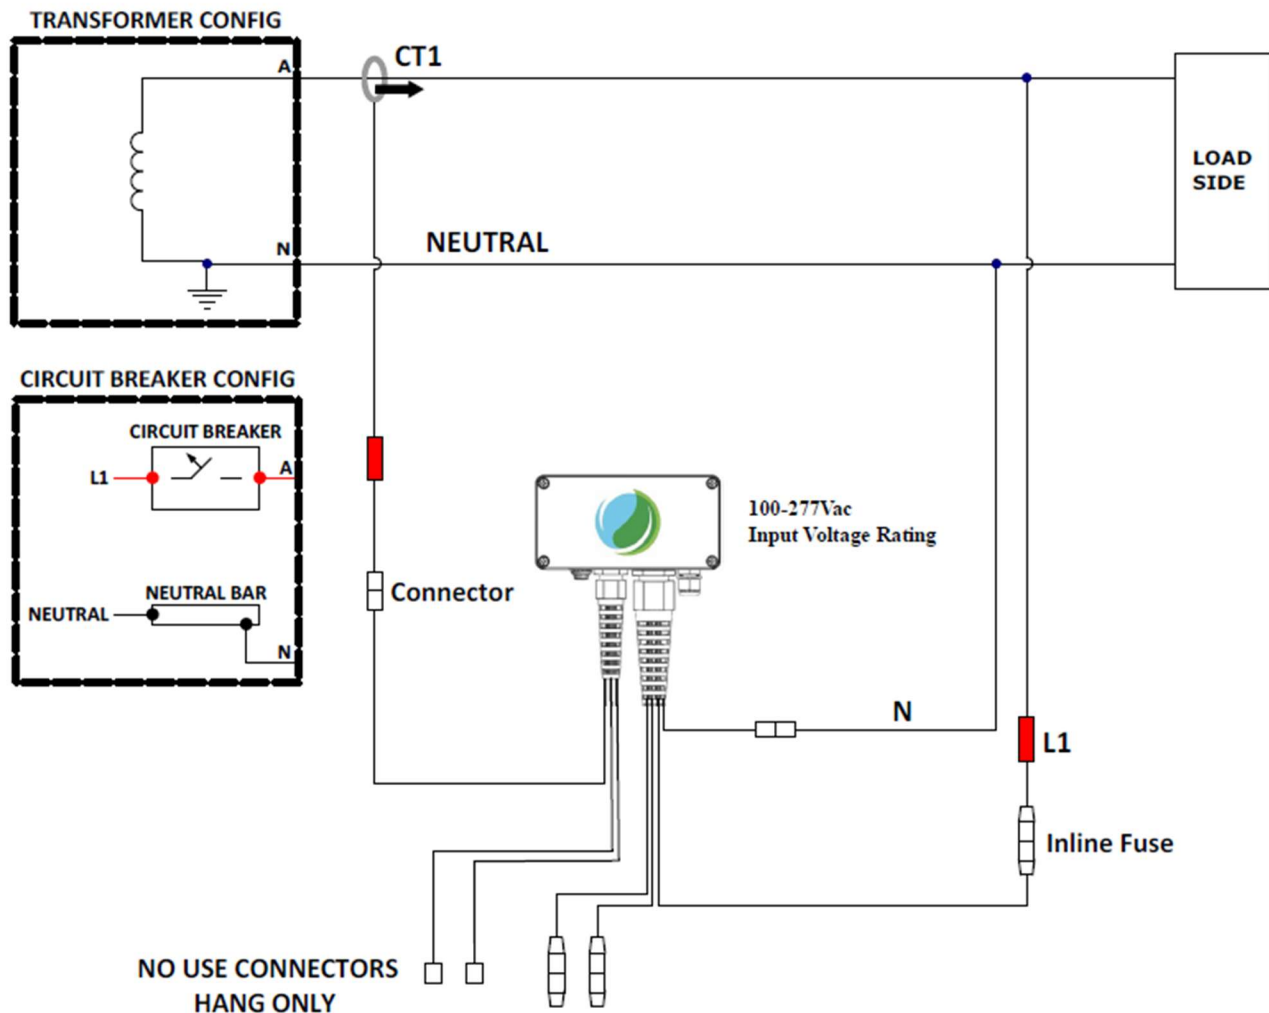 TRANSFORMER CONFIG
A
CT1
LOAD
SIDE
N
NEUTRAL
CIRCUIT BREAKER CONFIG
CIRCUIT BREAKER
L1
A
100-277Vac
Input Voltage Rating
Connector
NEUTRAL BAR
NEUTRAL
N
N
L1
Inline Fuse
NO USE CONNECTORS
HANG ONLY